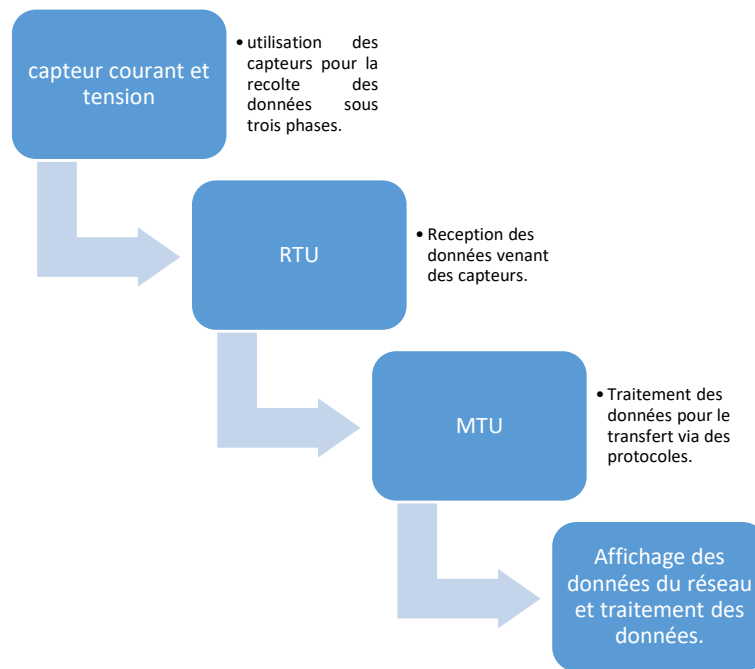 capteur courant et
tension
• utilisation des
capteurs pour la
recolte des
données sous
trois phases.
RTU
• Reception des
données venant
des capteurs.
MTU
• Traitement des
données pour le
transfert via des
protocoles.
Affichage des
données du réseau
et traitement des
données.